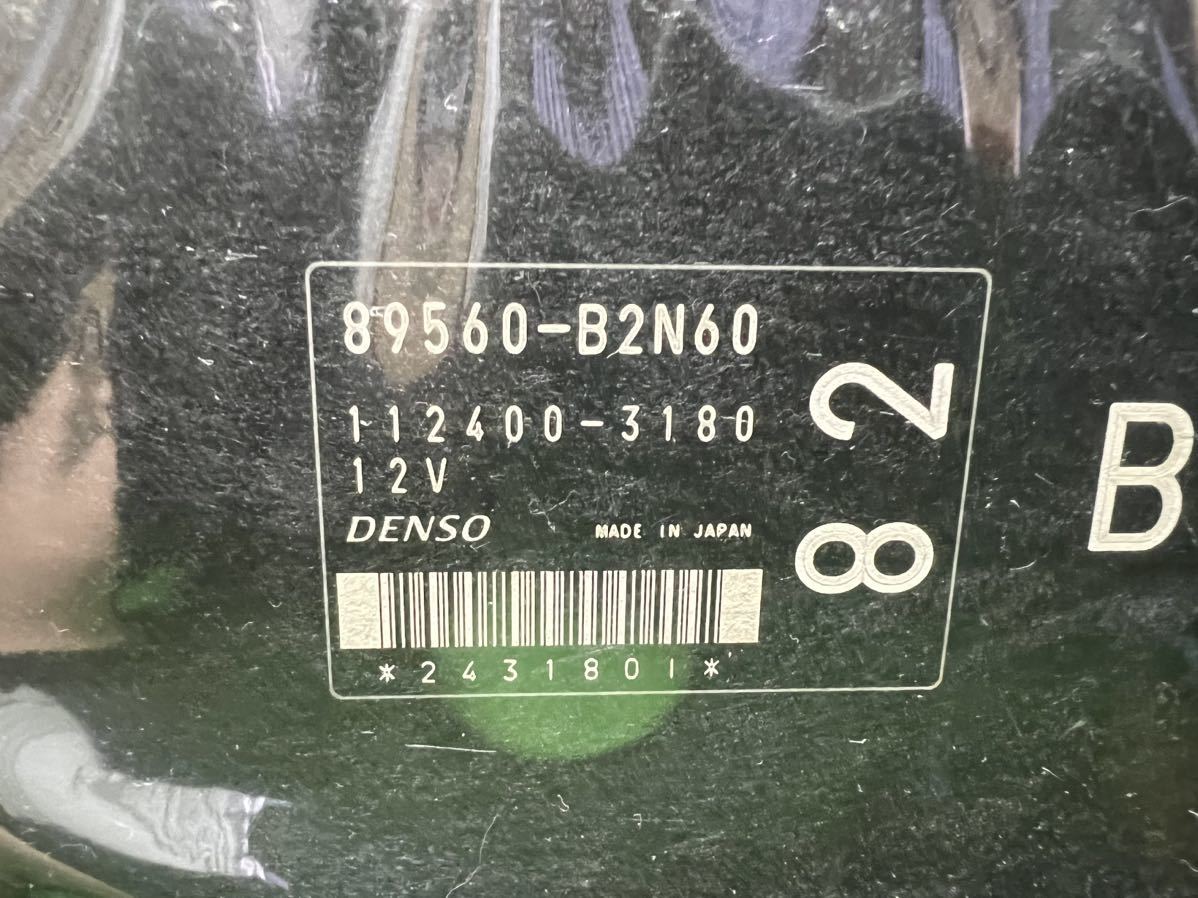 89560-B2N60
112400-3180
12V
DENSO MADE IN JAPAN
*2431801*
82
B